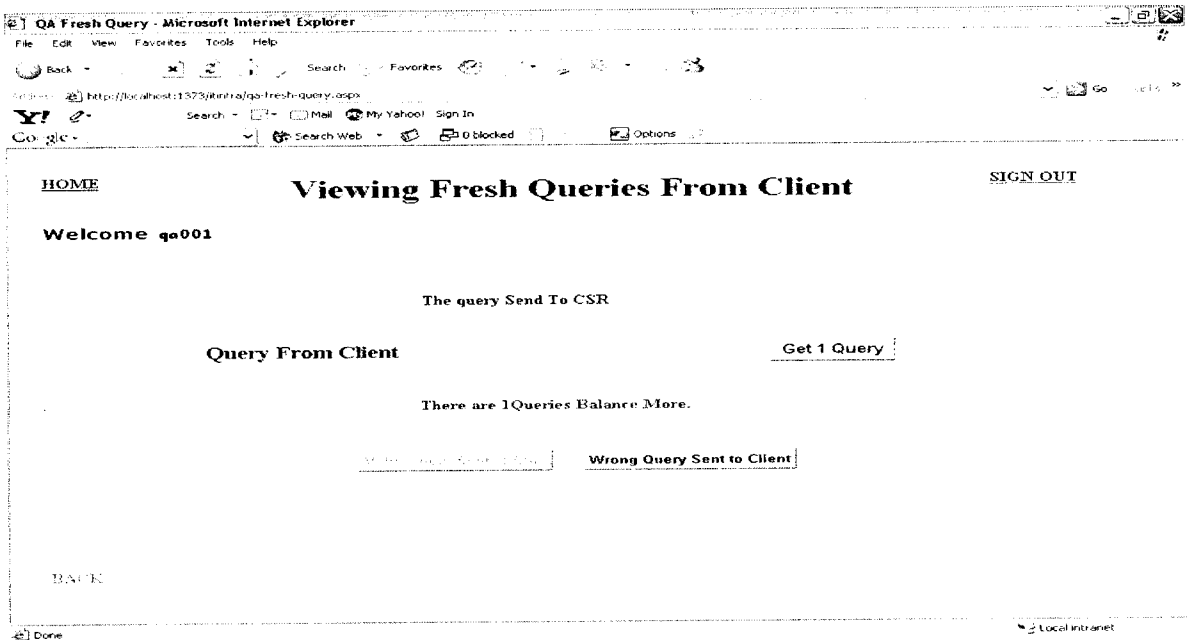 QA Fresh Query - Microsoft Internet Explorer
File Edit View Favorites Tools Help
Back Search Favorites
http://localhost:1373/itintra/qa-fresh-query.aspx Go
Y! Search Mail My Yahoo! Sign In
Google Search Web 0 blocked Options
HOME Viewing Fresh Queries From Client SIGN OUT
Welcome qa001
The query Send To CSR
Query From Client Get 1 Query
There are 1Queries Balance More.
Wrong Query Sent to Client
BACK
Done Local intranet